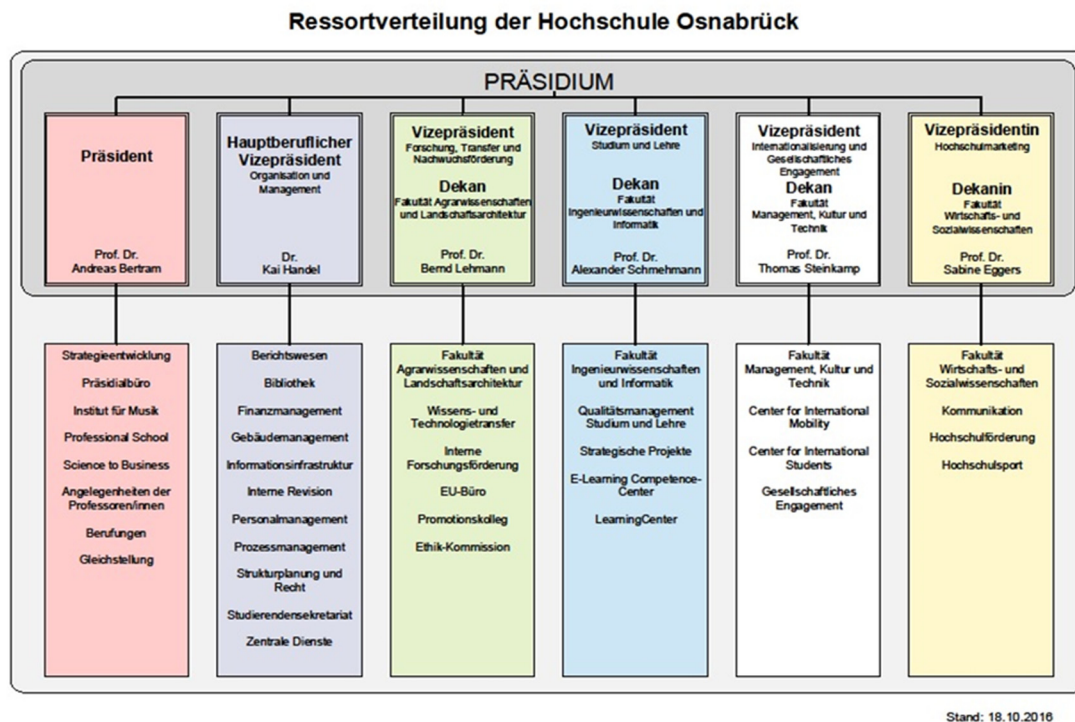 Ressortverteilung der Hochschule Osnabrück
PRÄSIDIUM
Präsident
Prof. Dr.
Andreas Bertram
Hauptberuflicher
Vizepräsident
Organisation und
Management
Dr.
Kai Handel
Vizepräsident
Forschung, Transfer und
Nachwuchsförderung
Dekan
Fakultät Agrarwissenschaften
und Landschaftsarchitektur
Prof. Dr.
Bernd Lehmann
Vizepräsident
Studium und Lehre
Dekan
Fakultät
Ingenieurwissenschaften und
Informatik
Prof. Dr.
Alexander Schmehmann
Vizepräsident
Internationalisierung und
Gesellschaftliches
Engagement
Dekan
Fakultät
Management, Kultur und
Technik
Prof. Dr.
Thomas Steinkamp
Vizepräsidentin
Hochschulmarketing
Dekanin
Fakultät
Wirtschafts- und
Sozialwissenschaften
Prof. Dr.
Sabine Eggers
Strategieentwicklung
Präsidialbüro
Institut für Musik
Professional School
Science to Business
Angelegenheiten der
Professoren/innen
Berufungen
Gleichstellung
Berichtswesen
Bibliothek
Finanzmanagement
Gebäudemanagement
Informationsinfrastruktur
Interne Revision
Personalmanagement
Prozessmanagement
Strukturplanung und
Recht
Studierendensekretariat
Zentrale Dienste
Fakultät
Agrarwissenschaften und
Landschaftsarchitektur
Wissens- und
Technologietransfer
Interne
Forschungsförderung
EU-Büro
Promotionskolleg
Ethik-Kommission
Fakultät
Ingenieurwissenschaften
und Informatik
Qualitätsmanagement
Studium und Lehre
Strategische Projekte
E-Learning Competence-
Center
LearningCenter
Fakultät
Management, Kultur und
Technik
Center for International
Mobility
Center for International
Students
Gesellschaftliches
Engagement
Fakultät
Wirtschafts- und
Sozialwissenschaften
Kommunikation
Hochschulförderung
Hochschulsport
Stand: 18.10.2016